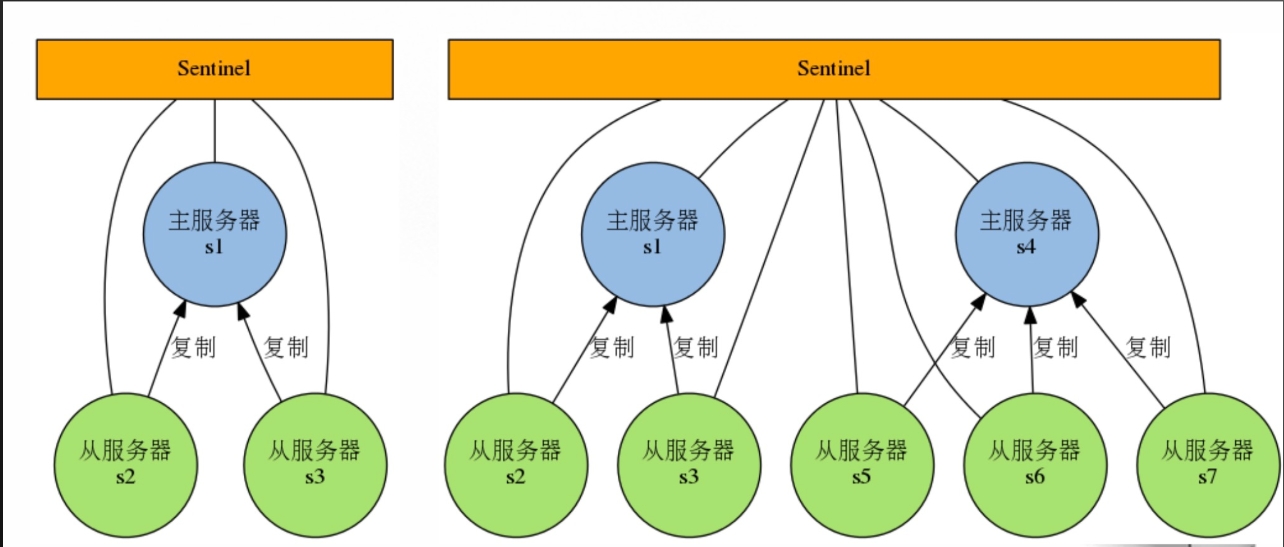 Sentinel
主服务器
s1
复制
复制
从服务器
s2
从服务器
s3
Sentinel
主服务器
s1
主服务器
s4
复制
复制
复制
复制
复制
从服务器
s2
从服务器
s3
从服务器
s5
从服务器
s6
从服务器
s7